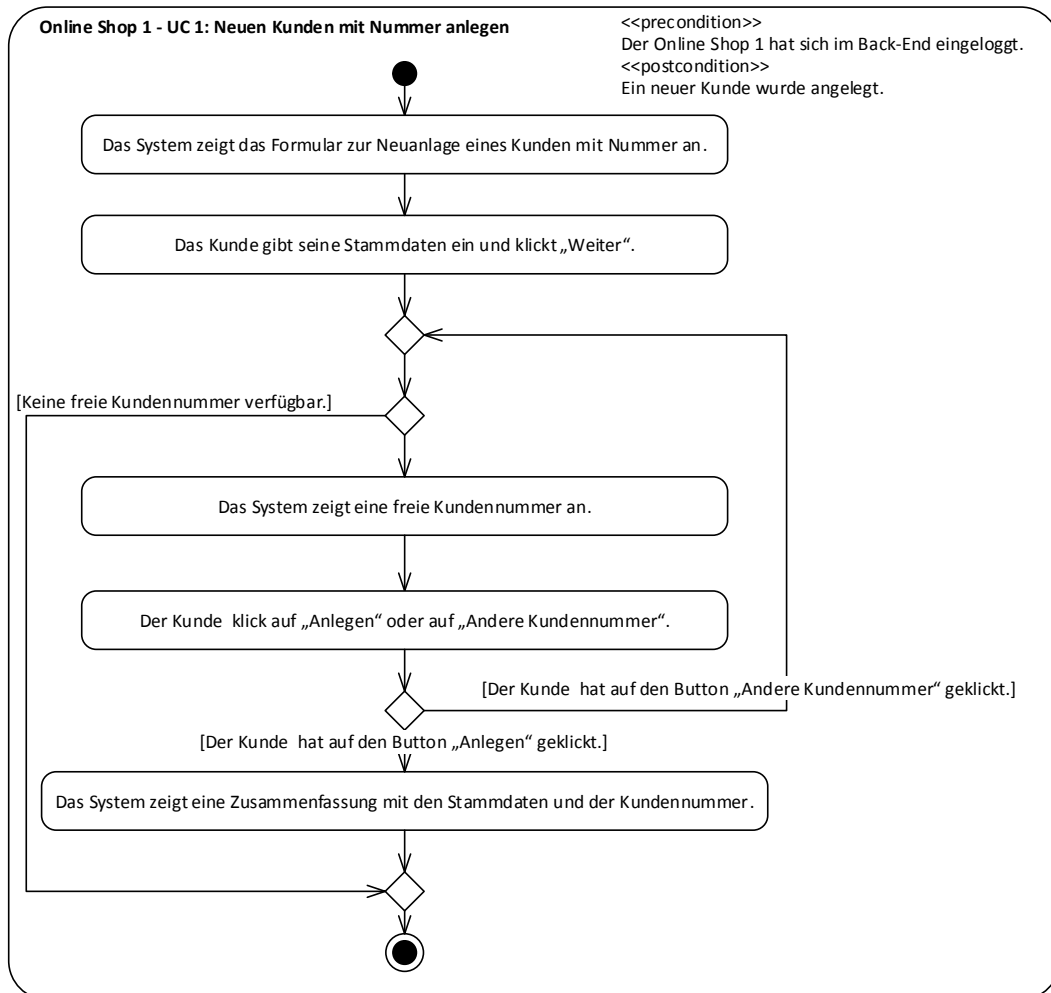 Online Shop 1 - UC 1: Neuen Kunden mit Nummer anlegen
<<precondition>>
Der Online Shop 1 hat sich im Back-End eingeloggt.
<<postcondition>>
Ein neuer Kunde wurde angelegt.
Das System zeigt das Formular zur Neuanlage eines Kunden mit Nummer an.
Das Kunde gibt seine Stammdaten ein und klickt „Weiter“.
[Keine freie Kundennummer verfügbar.]
Das System zeigt eine freie Kundennummer an.
Der Kunde klick auf „Anlegen“ oder auf „Andere Kundennummer“.
[Der Kunde hat auf den Button „Andere Kundennummer“ geklickt.]
[Der Kunde hat auf den Button „Anlegen“ geklickt.]
Das System zeigt eine Zusammenfassung mit den Stammdaten und der Kundennummer.